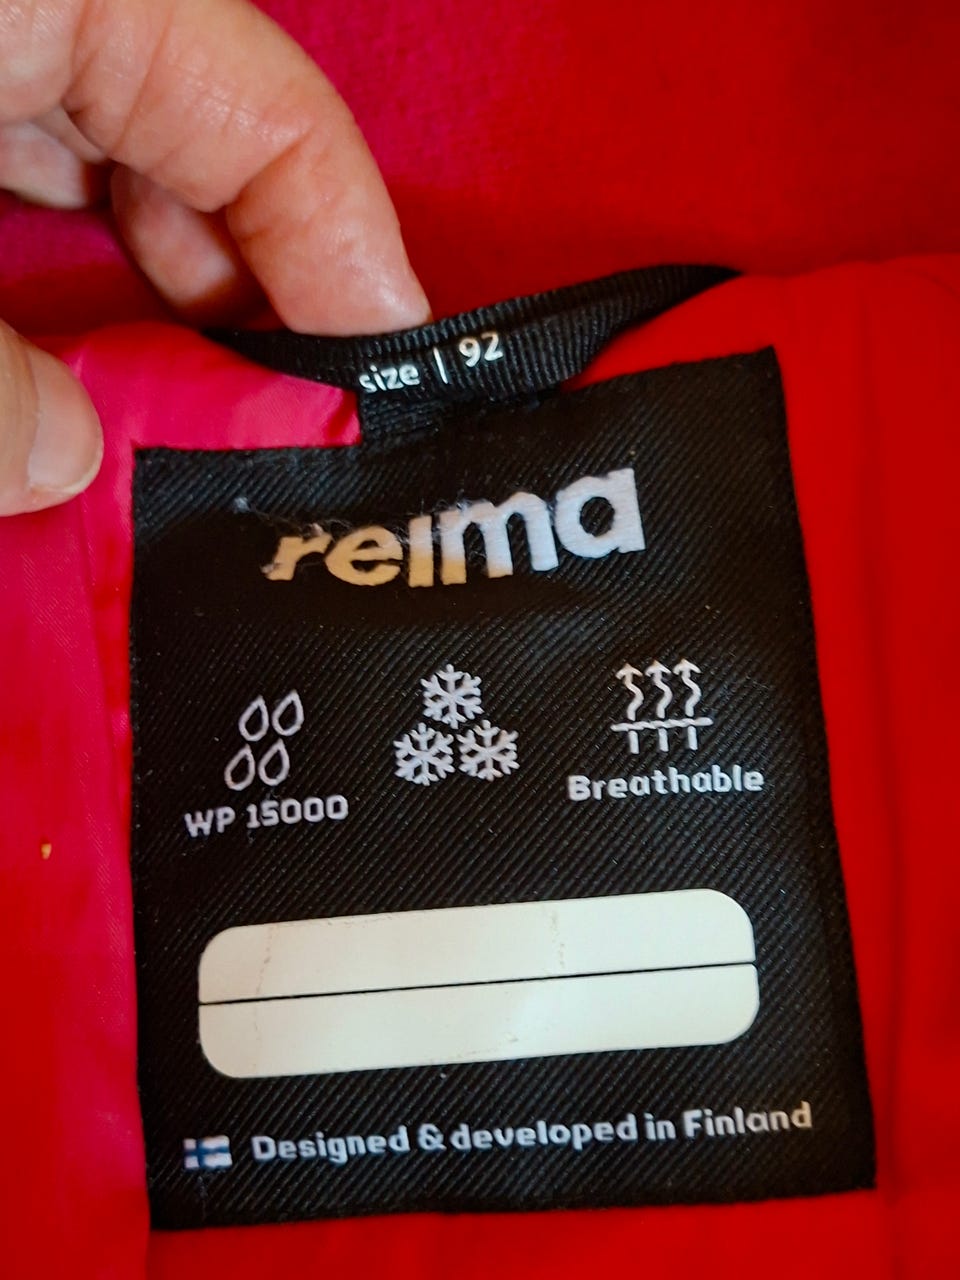 size | 92
reima
WP 15000
Breathable
Designed & developed in Finland